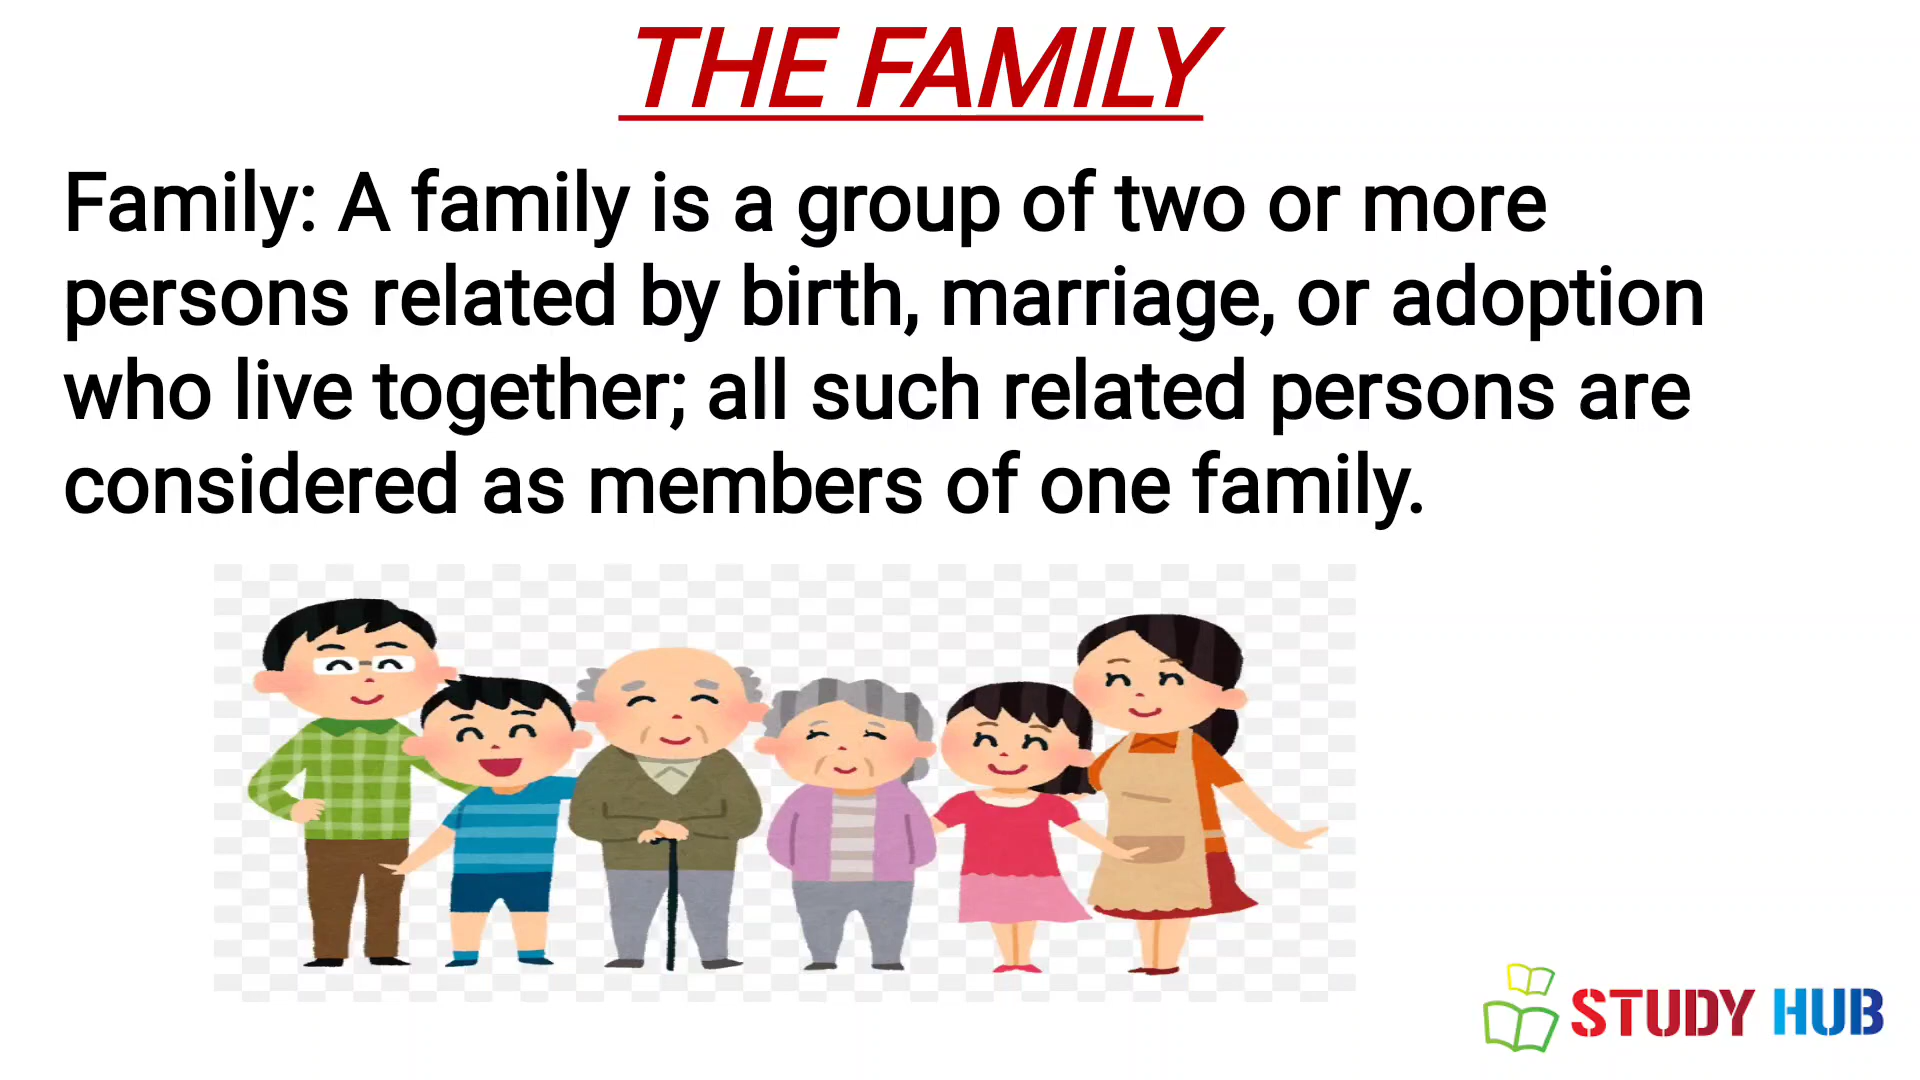 THE FAMILY
Family: A family is a group of two or more
persons related by birth, marriage, or adoption
who live together; all such related persons are
considered as members of one family.
STUDY HUB